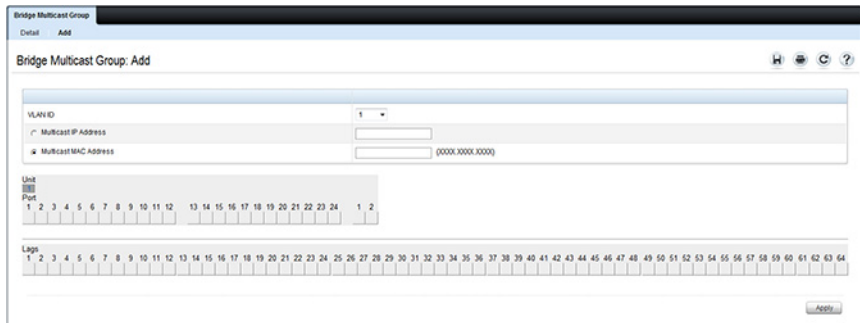 Bridge Multicast Group
Detail Add
Bridge Multicast Group: Add
VLAN ID 1
Multicast IP Address
Multicast MAC Address (XXXX.XXXX.XXXX)
Unit
1
Port
1 2 3 4 5 6 7 8 9 10 11 12 13 14 15 16 17 18 19 20 21 22 23 24 1 2
Lags
1 2 3 4 5 6 7 8 9 10 11 12 13 14 15 16 17 18 19 20 21 22 23 24 25 26 27 28 29 30 31 32 33 34 35 36 37 38 39 40 41 42 43 44 45 46 47 48 49 50 51 52 53 54 55 56 57 58 59 60 61 62 63 64
Apply